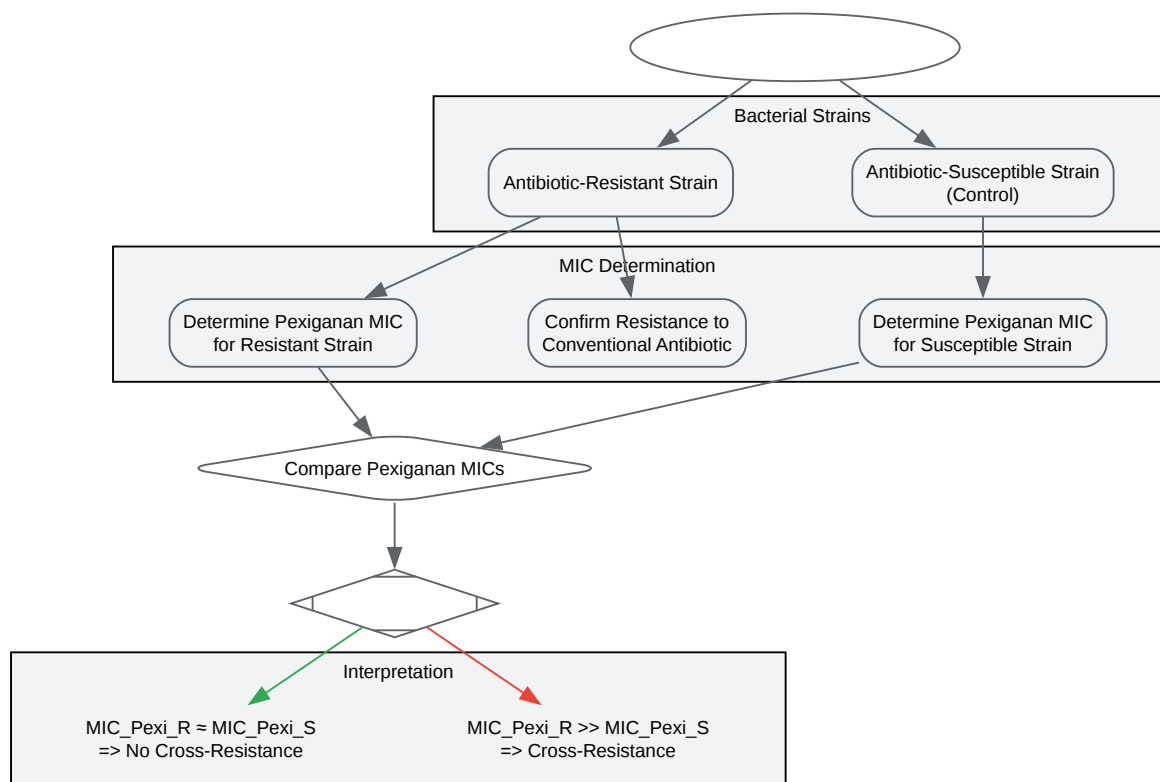 Bacterial Strains
Antibiotic-Resistant Strain
Antibiotic-Susceptible Strain
(Control)
MIC Determination
Determine Pexiganan MIC
for Resistant Strain
Confirm Resistance to
Conventional Antibiotic
Determine Pexiganan MIC
for Susceptible Strain
Compare Pexiganan MICs
Interpretation
MIC_Pexi_R ≈ MIC_Pexi_S
=> No Cross-Resistance
MIC_Pexi_R >> MIC_Pexi_S
=> Cross-Resistance